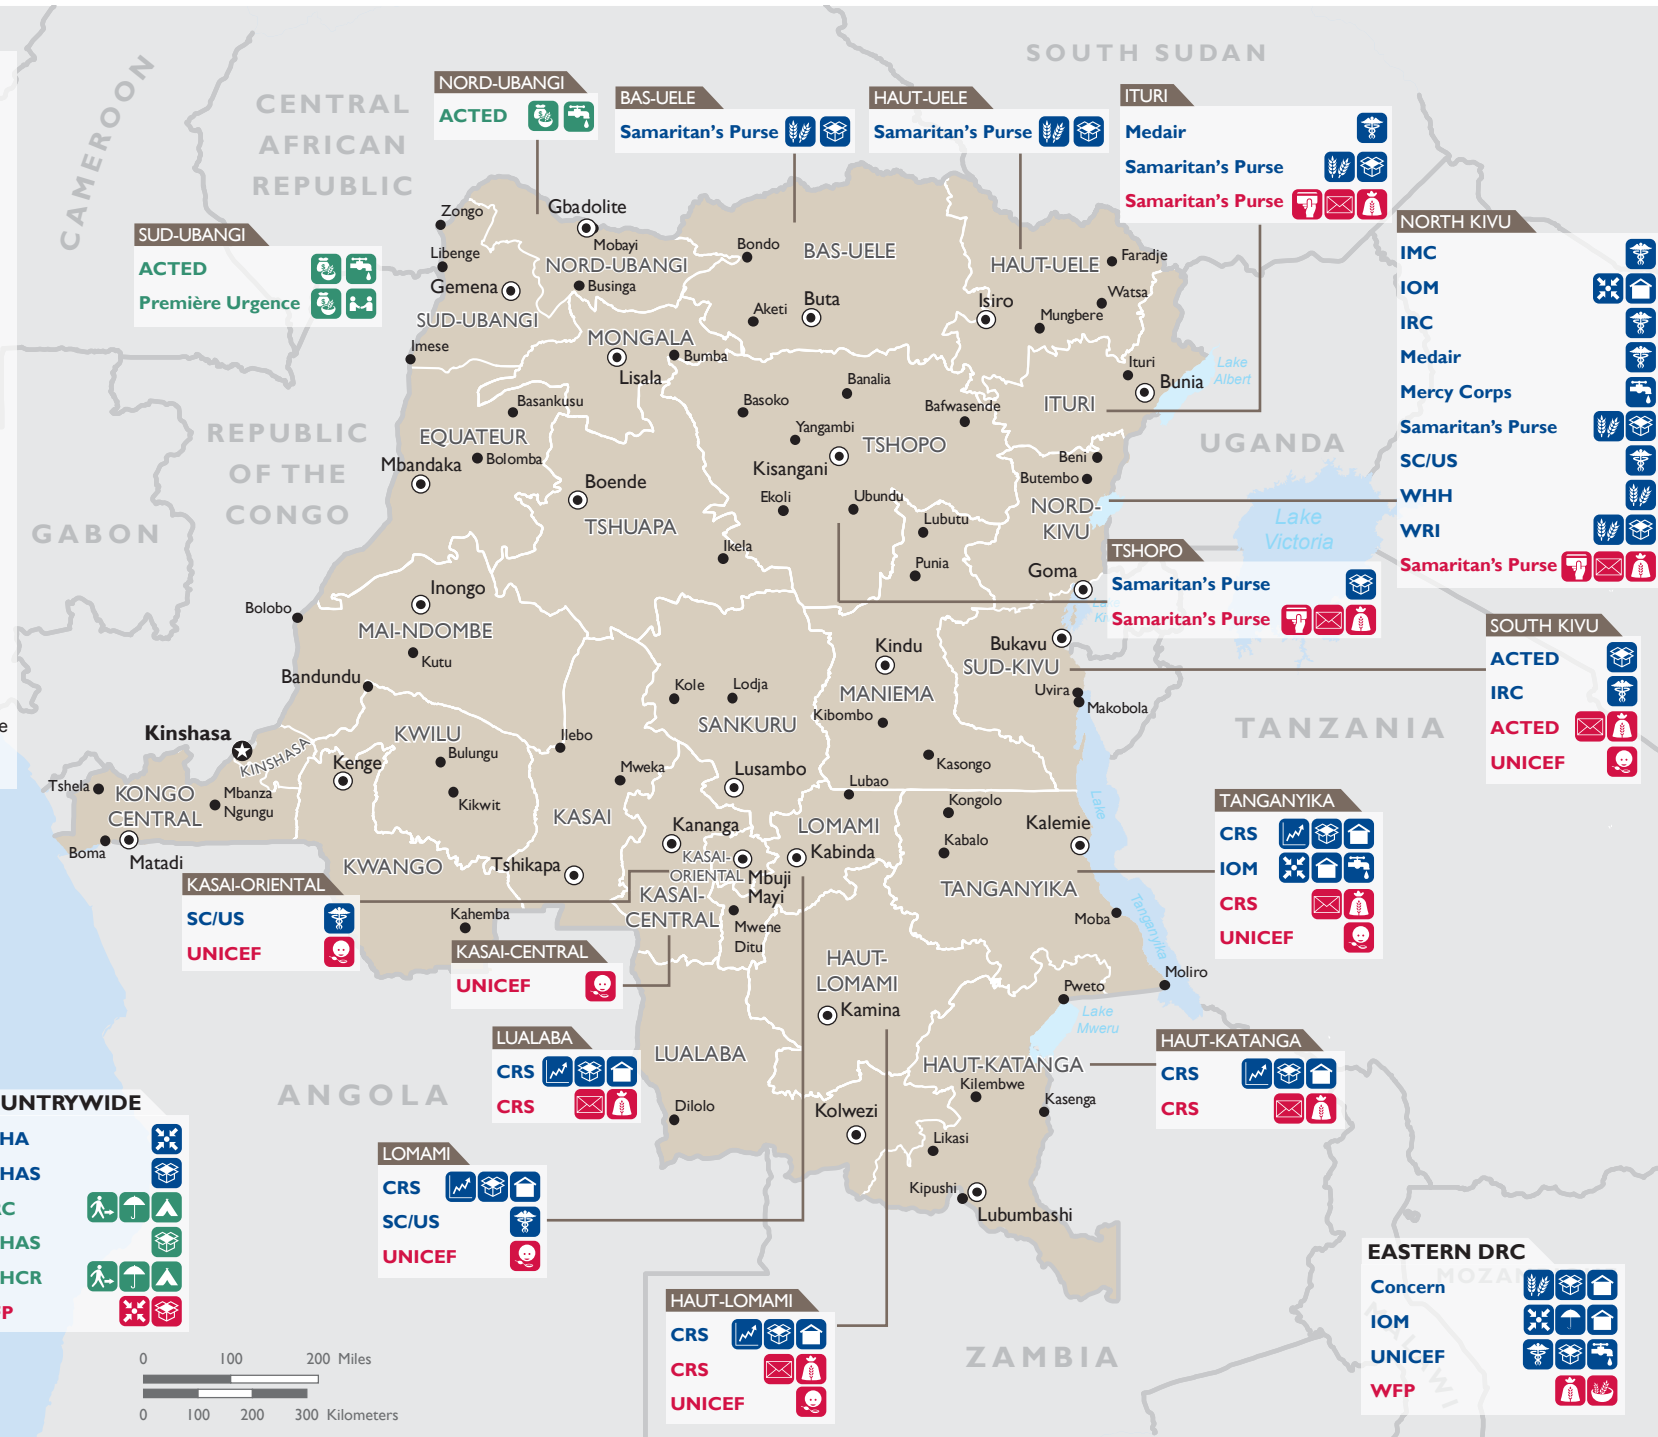 SOUTH SUDAN
CAMEROON
CENTRAL
AFRICAN
REPUBLIC
NORD-UBANGI
ACTED
BAS-UELE
Samaritan's Purse
HAUT-UELE
Samaritan's Purse
ITURI
Medair
Samaritan's Purse
Samaritan's Purse
NORTH KIVU
IMC
IOM
IRC
Medair
Mercy Corps
Samaritan's Purse
SC/US
WHH
WRI
Samaritan's Purse
SUD-UBANGI
ACTED
Première Urgence
Zongo
Gbadolite
Mobayi
Libenge
NORD-UBANGI
Gemena
Businga
SUD-UBANGI
Imese
Bondo
BAS-UELE
HAUT-UELE
Faradje
Watsa
Aketi
Buta
Isiro
Mungbere
MONGALA
Bumba
Lisala
Ituri
Bunia
Lake
Albert
Banalia
Basankusu
Basoko
Bafwasende
ITURI
EQUATEUR
Yangambi
TSHOPO
Mbandaka
Bolomba
Kisangani
Beni
Butembo
Boende
Ekoli
Ubundu
NORD-
KIVU
TSHUAPA
Lubutu
Ikela
Punia
Goma
REPUBLIC
OF THE
CONGO
GABON
UGANDA
Lake
Victoria
TSHOPO
Samaritan's Purse
Samaritan's Purse
Inongo
Bolobo
MAI-NDOMBE
Kutu
Bandundu
Kindu
Bukavu
SUD-KIVU
MANIEMA
Uvira
Makobola
Kibombo
Kole
Lodja
SANKURU
SOUTH KIVU
ACTED
IRC
ACTED
UNICEF
TANZANIA
e
Kinshasa
KINSHASA
KWILU
Bulungu
Ilebo
Kenge
Kikwit
Mweka
Lusambo
Kasongo
Lubao
Tshela
KONGO
CENTRAL
Mbanza
Ngungu
Boma
Matadi
KWANGO
KASAI
Tshikapa
Kananga
KASAI-
ORIENTAL
Mbuji
Mayi
LOMAMI
Kabinda
Kongolo
Kabalo
Kalemie
TANGANYIKA
Lake
Tanganyika
Moba
KASAI-
CENTRAL
Mwene
Ditu
Kahemba
TANGANYIKA
CRS
IOM
CRS
UNICEF
KASAI-ORIENTAL
SC/US
UNICEF
KASAI-CENTRAL
UNICEF
HAUT-
LOMAMI
Kamina
Moliro
Pweto
Lake
Mweru
LUALABA
CRS
CRS
LUALABA
HAUT-KATANGA
Kilembwe
Kasenga
HAUT-KATANGA
CRS
CRS
ANGOLA
Dilolo
Kolwezi
Likasi
Kipushi
Lubumbashi
UNTRYWIDE
HA
HAS
C
HAS
HCR
P
LOMAMI
CRS
SC/US
UNICEF
HAUT-LOMAMI
CRS
CRS
UNICEF
ZAMBIA
EASTERN DRC
Concern
IOM
UNICEF
WFP
0 100 200 Miles
0 100 200 300 Kilometers